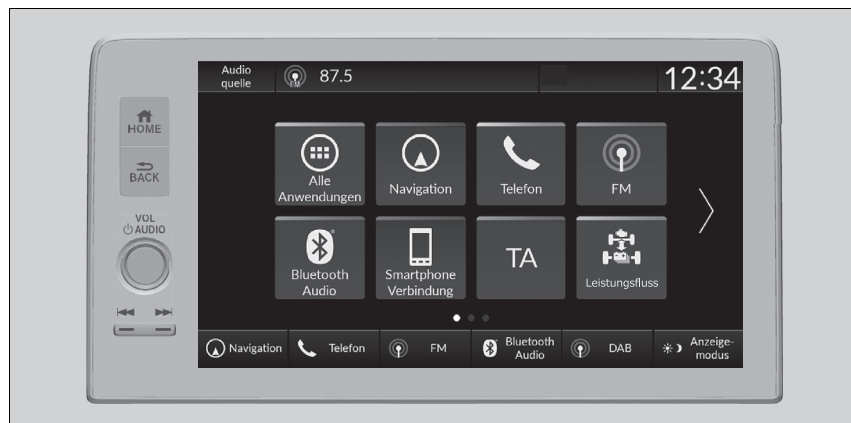 Audio
quelle
FM
87.5
12:34
HOME
BACK
VOL
AUDIO
Alle
Anwendungen
Navigation
Telefon
FM
Bluetooth
Audio
Smartphone
Verbindung
TA
Leistungsfluss
Navigation
Telefon
FM
Bluetooth
Audio
DAB
Anzeige-
modus